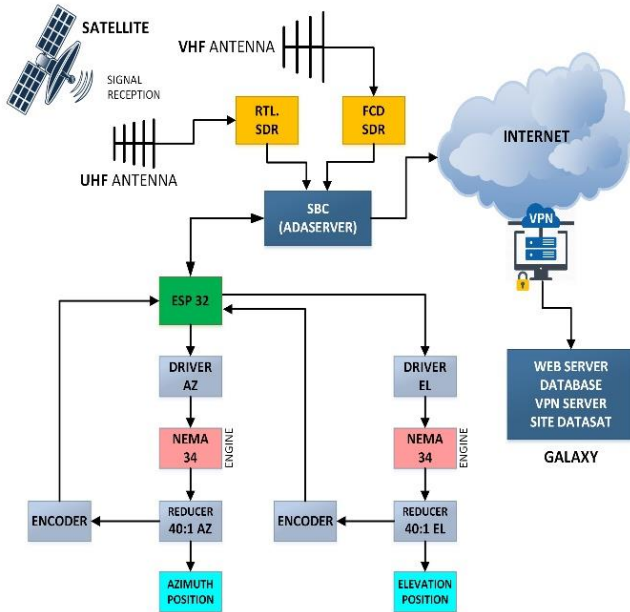 SATELLITE
SIGNAL
RECEPTION
VHF ANTENNA
UHF ANTENNA
RTL.
SDR
FCD
SDR
INTERNET
VPN
SBC
(ADASERVER)
ESP 32
DRIVER
AZ
DRIVER
EL
NEMA
34
ENGINE
NEMA
34
ENGINE
ENCODER
REDUCER
40:1 AZ
ENCODER
REDUCER
40:1 EL
AZIMUTH
POSITION
ELEVATION
POSITION
WEB SERVER
DATABASE
VPN SERVER
SITE DATASAT
GALAXY